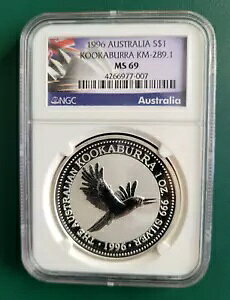 1996 AUSTRALIA S$1
KOOKABURRA KM-289.1
MS 69
4266977-007
NGC
Australia
THE AUSTRALIAN KOOKABURRA 1 OZ. 999 SILVER
·1996·